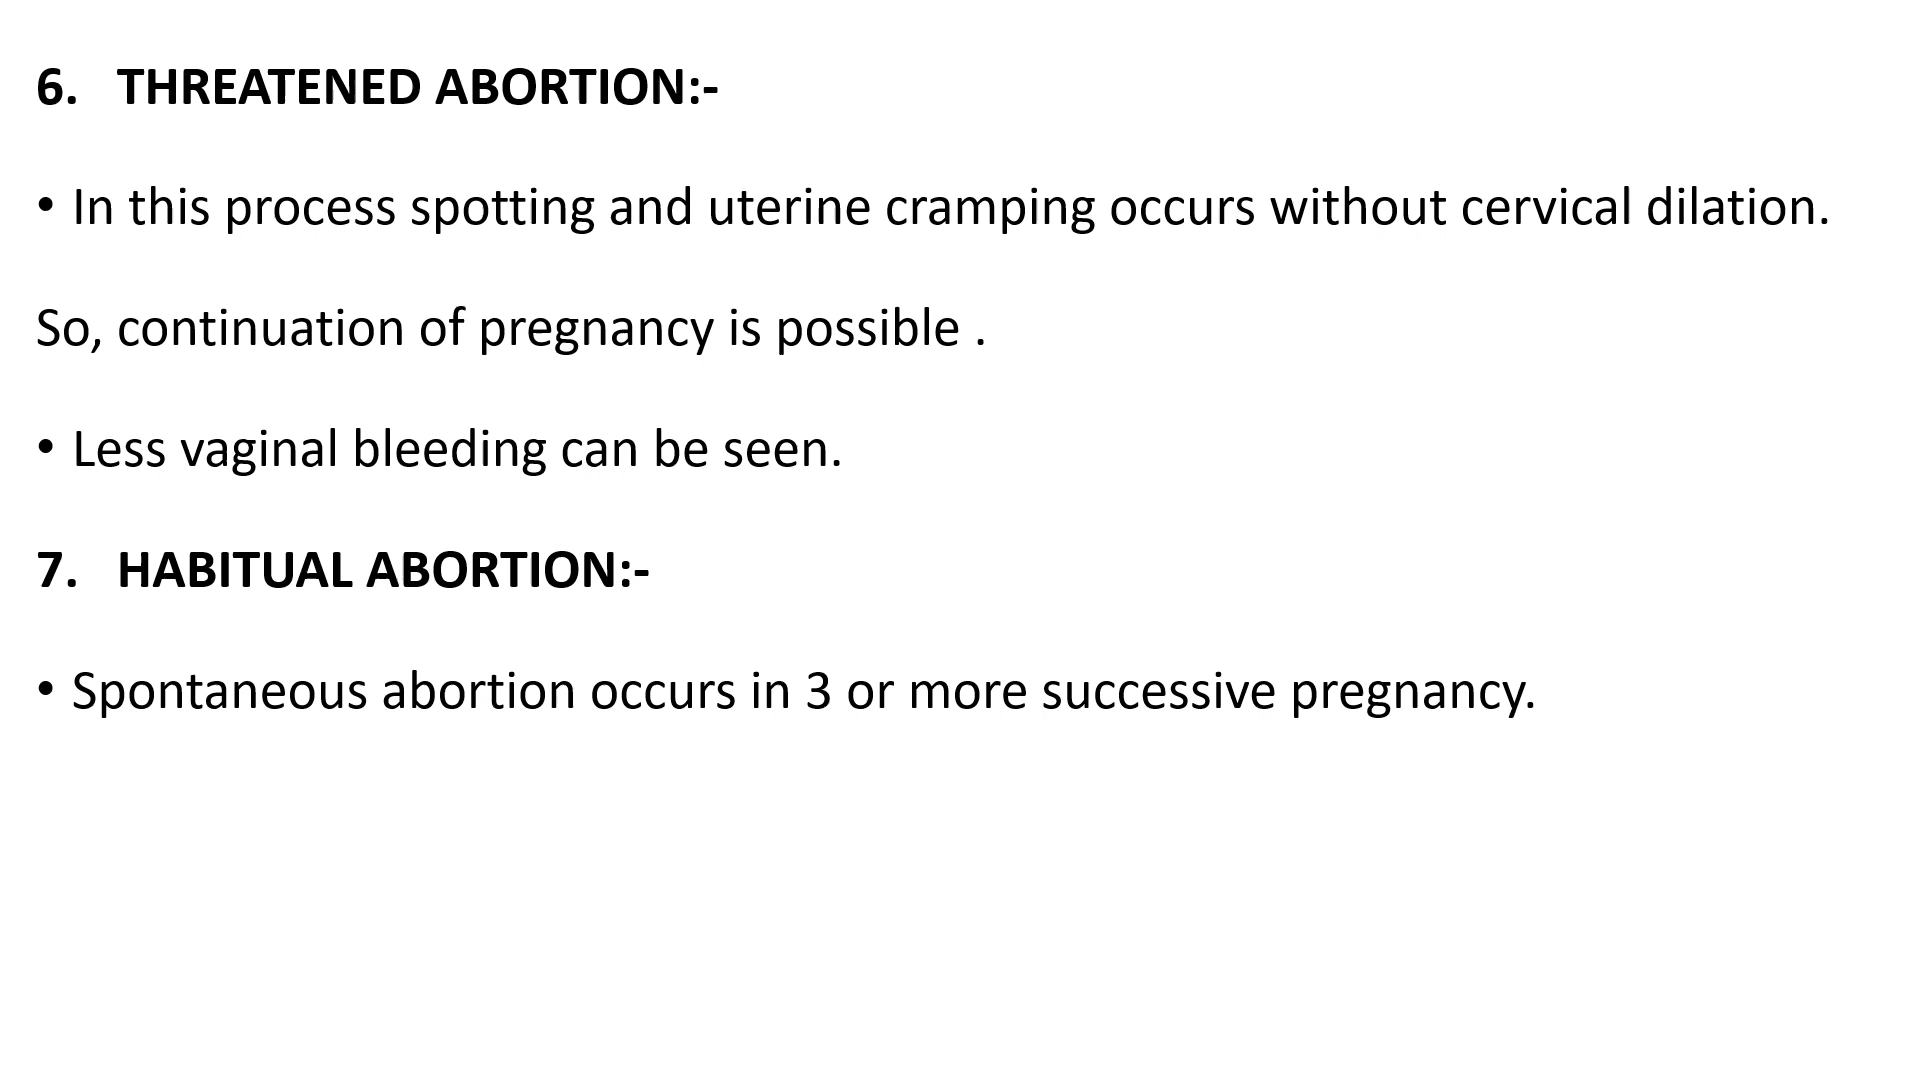 6. THREATENED ABORTION:-
• In this process spotting and uterine cramping occurs without cervical dilation.
So, continuation of pregnancy is possible .
• Less vaginal bleeding can be seen.
7. HABITUAL ABORTION:-
• Spontaneous abortion occurs in 3 or more successive pregnancy.